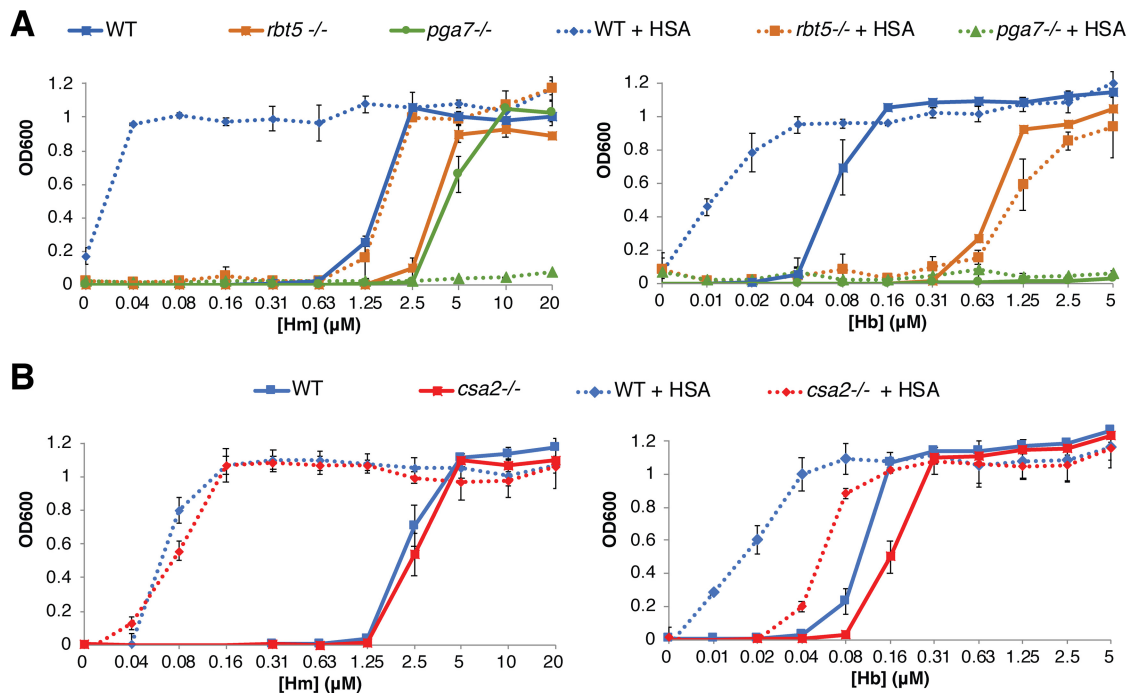 A
WT rbt5 -/- pga7-/- WT + HSA rbt5-/- + HSA pga7-/- + HSA
1.2
1
0.8
0.6
0.4
0.2
0
OD600
0 0.04 0.08 0.16 0.31 0.63 1.25 2.5 5 10 20
[Hm] (μM)
1.2
1
0.8
0.6
0.4
0.2
0
OD600
0 0.01 0.02 0.04 0.08 0.16 0.31 0.63 1.25 2.5 5
[Hb] (μM)
B
WT csa2-/- WT + HSA csa2-/- + HSA
1.2
1
0.8
0.6
0.4
0.2
0
OD600
0 0.04 0.08 0.16 0.31 0.63 1.25 2.5 5 10 20
[Hm] (μM)
1.2
1
0.8
0.6
0.4
0.2
0
OD600
0 0.01 0.02 0.04 0.08 0.16 0.31 0.63 1.25 2.5 5
[Hb] (μM)